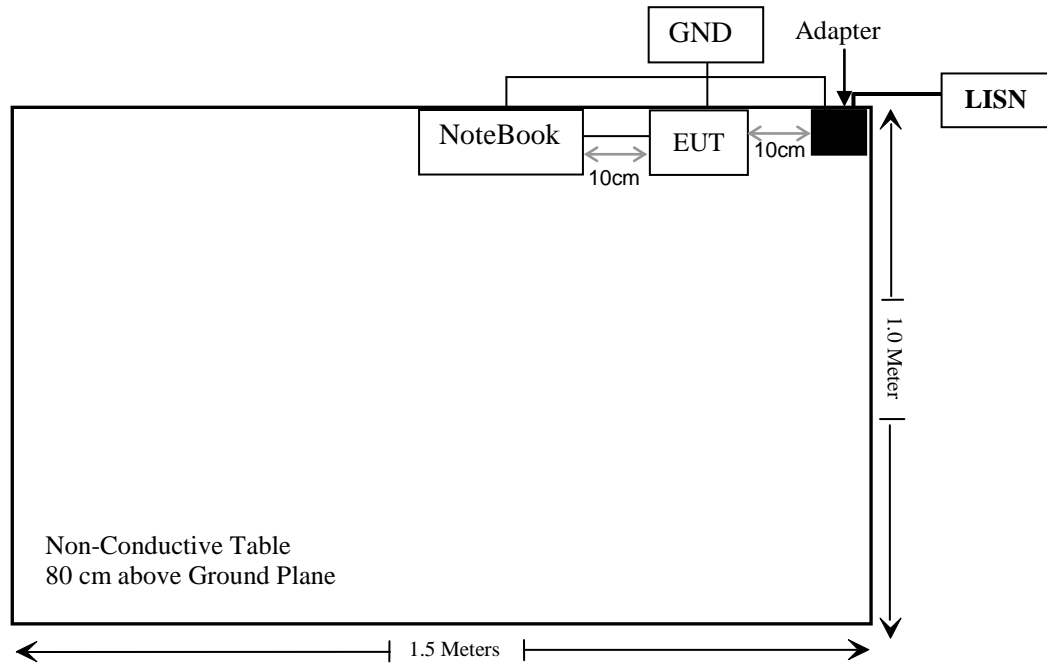 GND
Adapter
LISN
NoteBook
EUT
10cm
10cm
1.0 Meter
Non-Conductive Table
80 cm above Ground Plane
1.5 Meters